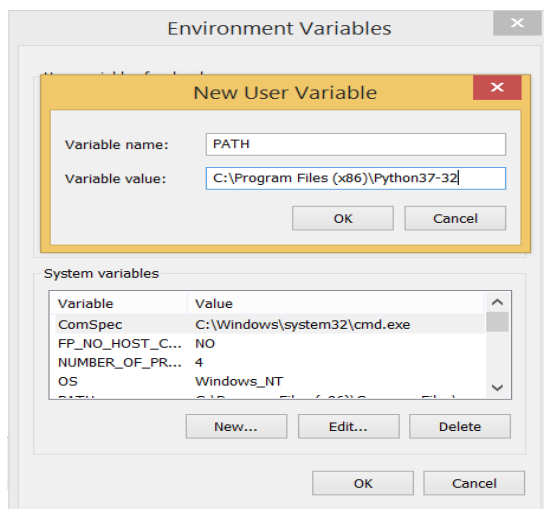 Environment Variables
New User Variable
Variable name: PATH
Variable value: C:\Program Files (x86)\Python37-32
OK Cancel
System variables
Variable Value
ComSpec C:\Windows\system32\cmd.exe
FP_NO_HOST_C... NO
NUMBER_OF_PR... 4
OS Windows_NT
New... Edit... Delete
OK Cancel